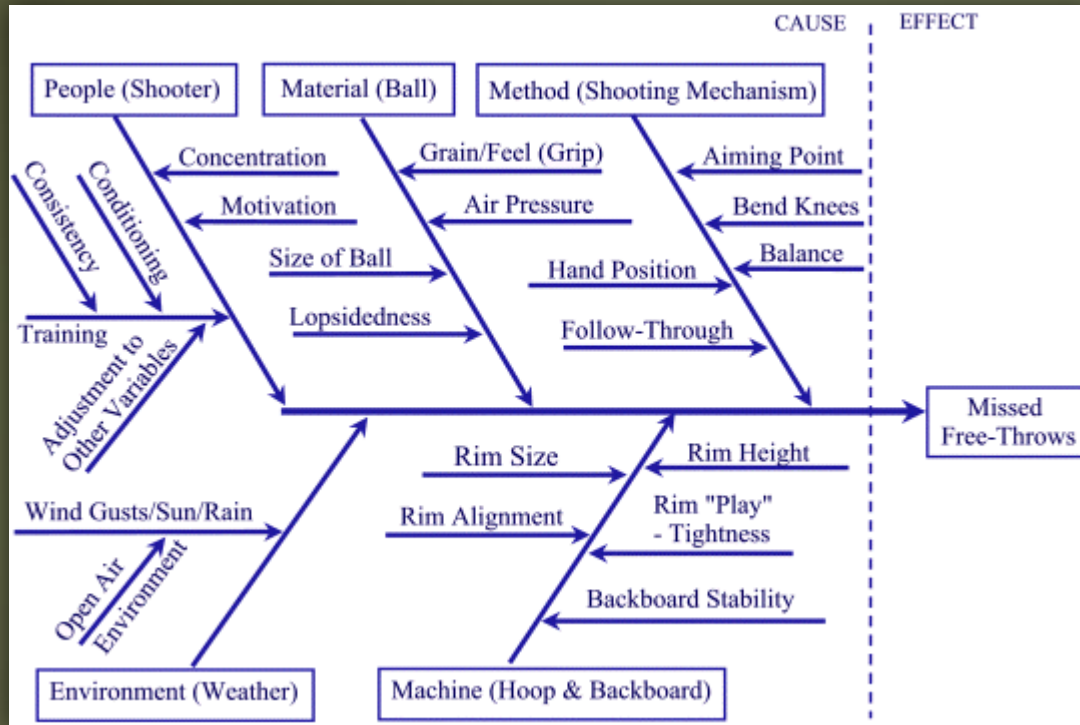 CAUSE
EFFECT
People (Shooter)
Material (Ball)
Method (Shooting Mechanism)
Concentration
Motivation
Consistency
Conditioning
Training
Adjustment to
Other Variables
Grain/Feel (Grip)
Air Pressure
Size of Ball
Lopsidedness
Aiming Point
Bend Knees
Balance
Hand Position
Follow-Through
Missed
Free-Throws
Wind Gusts/Sun/Rain
Open Air
Environment
Rim Size
Rim Height
Rim Alignment
Rim "Play"
- Tightness
Backboard Stability
Environment (Weather)
Machine (Hoop & Backboard)